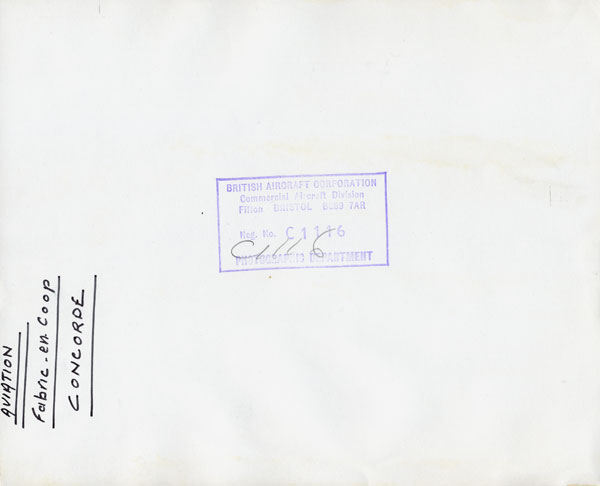 BRITISH AIRCRAFT CORPORATION
Commercial Aircraft Division
Filton BRISTOL BS99 7AR
Neg. No. C1116
C1116
PHOTOGRAPHIC DEPARTMENT
AVIATION
Fabric-en Coop
CONCORDE